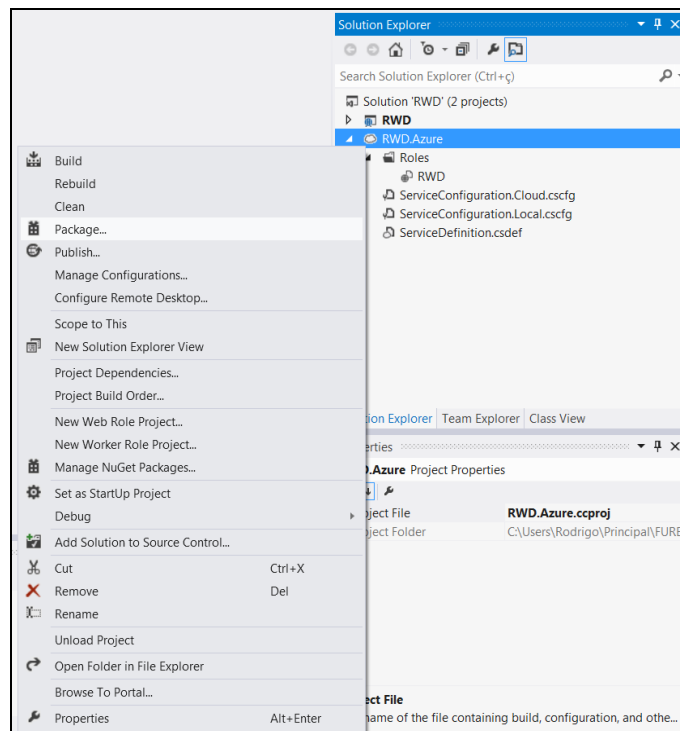 Solution Explorer
Search Solution Explorer (Ctrl+ç)
Solution 'RWD' (2 projects)
RWD
RWD.Azure
Roles
RWD
ServiceConfiguration.Cloud.cscfg
ServiceConfiguration.Local.cscfg
ServiceDefinition.csdef
Build
Rebuild
Clean
Package...
Publish...
Manage Configurations...
Configure Remote Desktop...
Scope to This
New Solution Explorer View
Project Dependencies...
Project Build Order...
New Web Role Project...
New Worker Role Project...
Manage NuGet Packages...
Set as StartUp Project
Debug
Add Solution to Source Control...
Cut Ctrl+X
Remove Del
Rename
Unload Project
Open Folder in File Explorer
Browse To Portal...
Properties Alt+Enter
tion Explorer Team Explorer Class View
erties
D.Azure Project Properties
ject File RWD.Azure.ccproj
ject Folder C:\Users\Rodrigo\Principal\FURB
ect File
name of the file containing build, configuration, and othe...